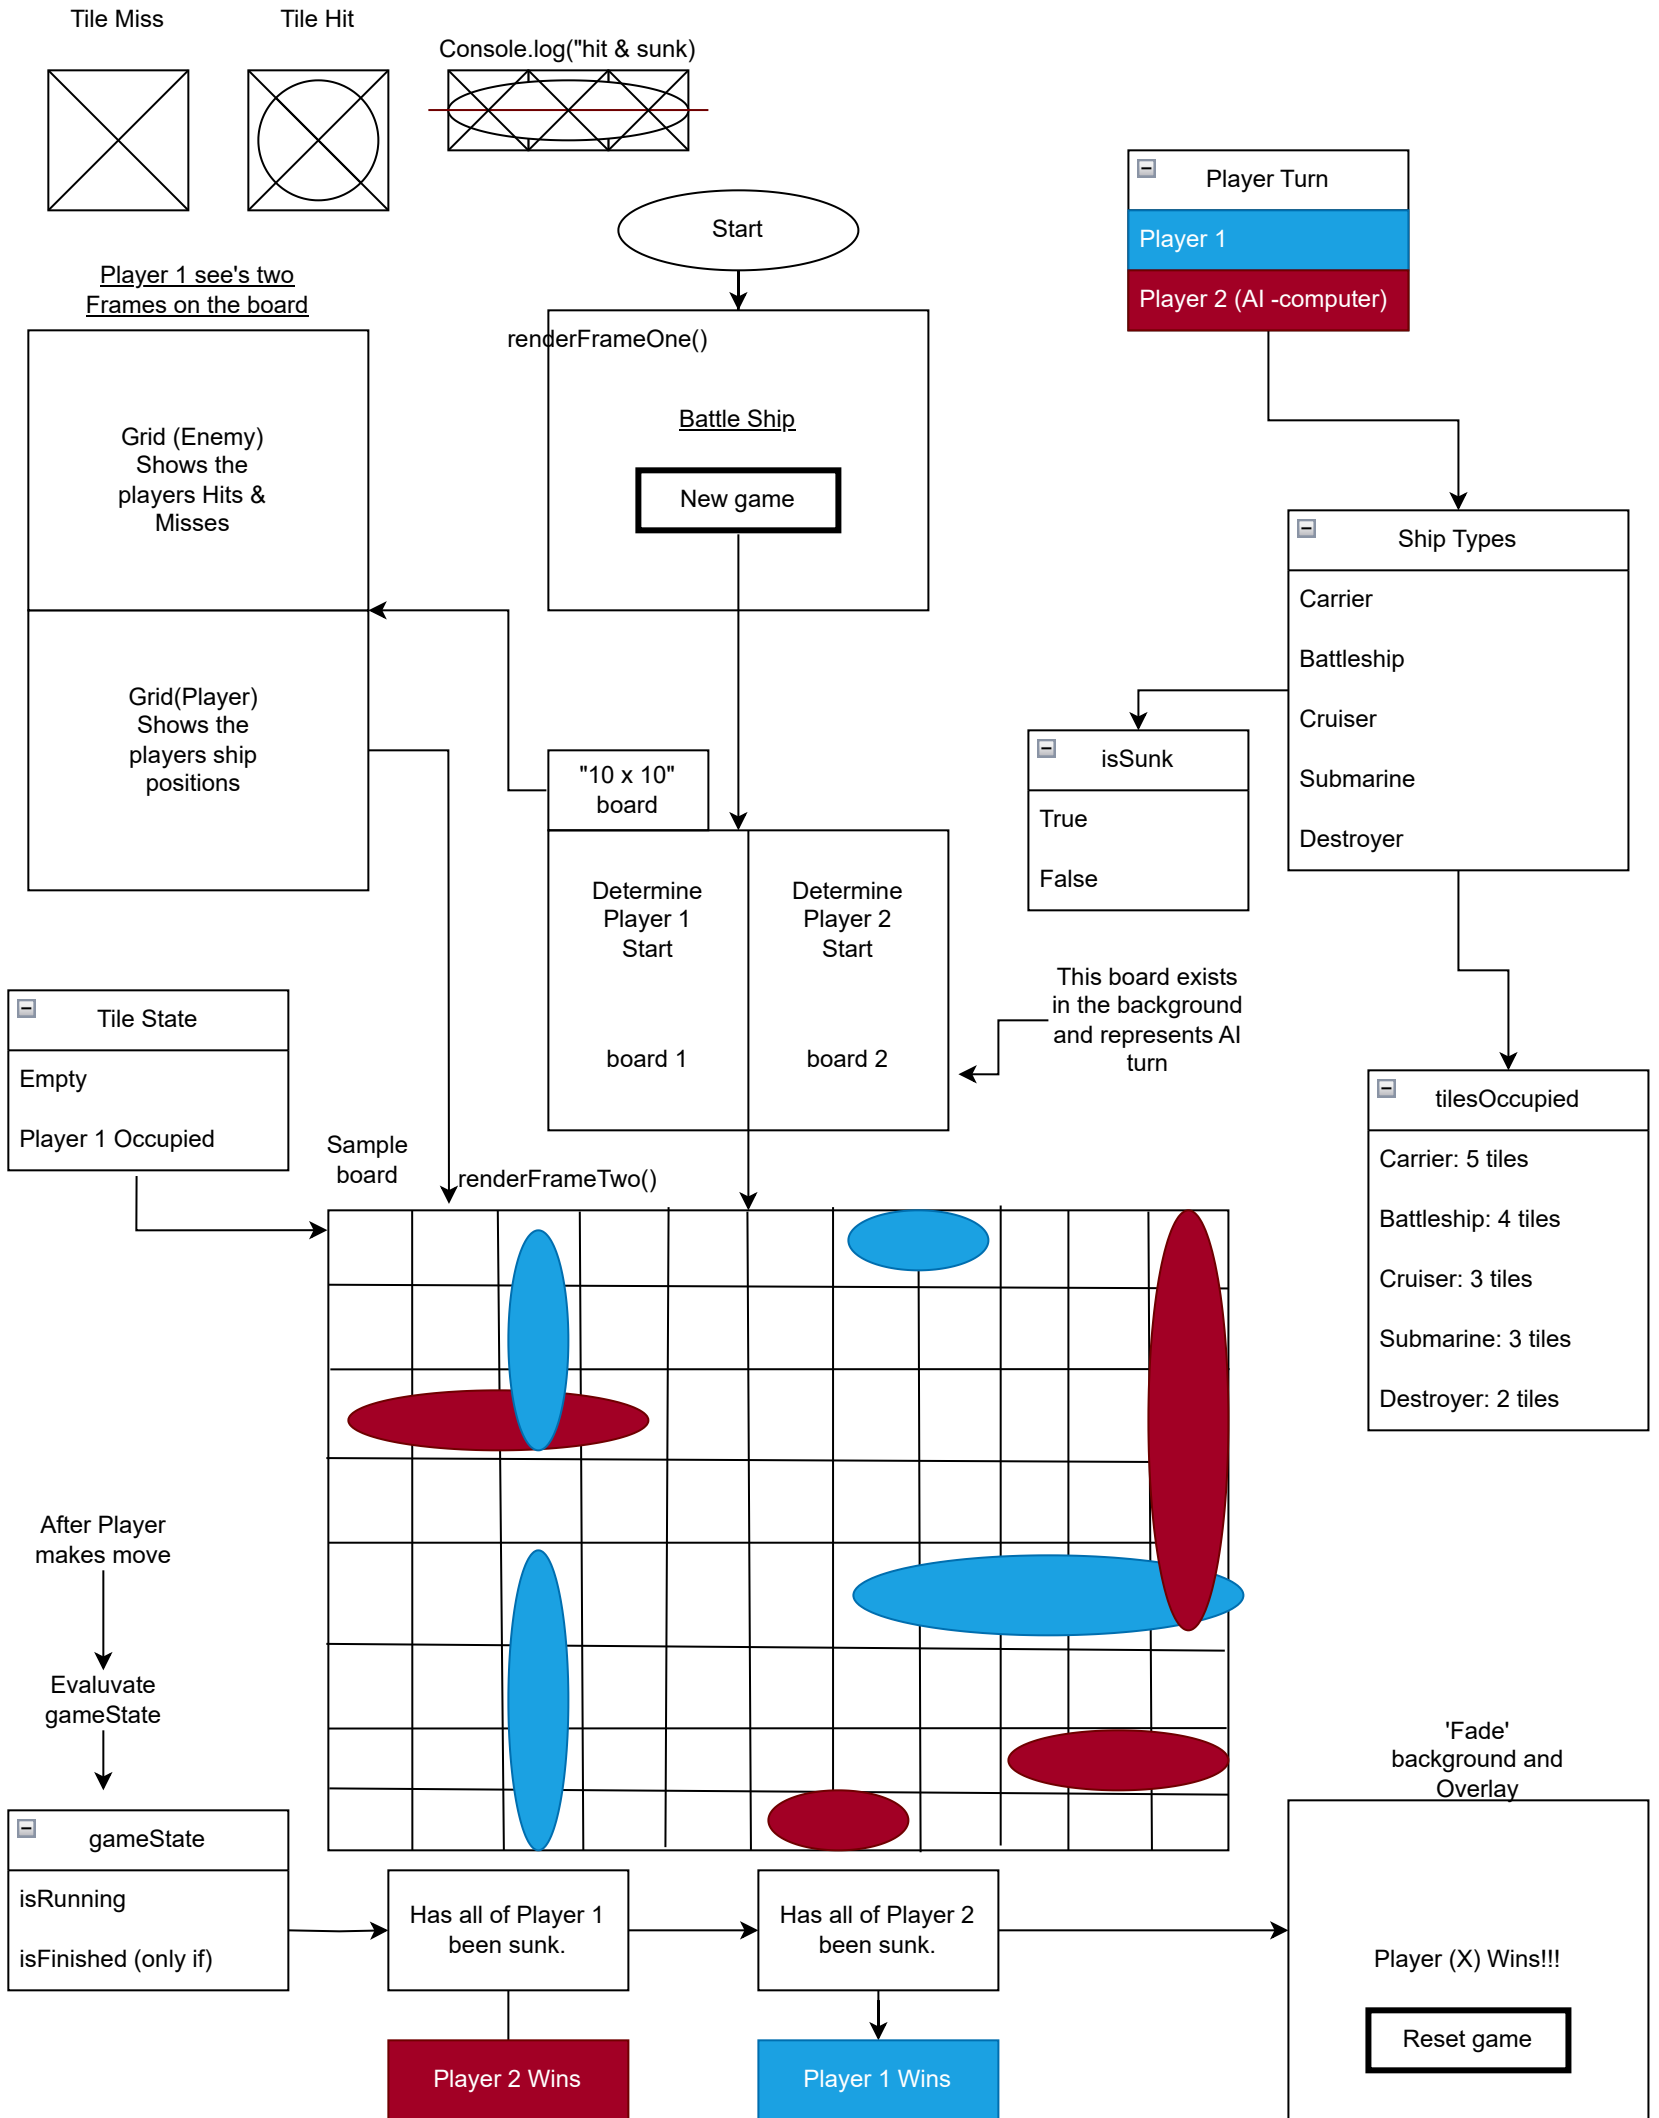 Tile Miss
Tile Hit
Console.log("hit & sunk)
Player Turn
Player 1
Player 2 (AI -computer)
Start
Player 1 see's two
Frames on the board
renderFrameOne()
Battle Ship
New game
Grid (Enemy)
Shows the
players Hits &
Misses
Grid(Player)
Shows the
players ship
positions
Ship Types
Carrier
Battleship
Cruiser
Submarine
Destroyer
isSunk
True
False
"10 x 10"
board
Determine
Player 1
Start
board 1
Determine
Player 2
Start
board 2
This board exists
in the background
and represents AI
turn
Tile State
Empty
Player 1 Occupied
Sample
board
renderFrameTwo()
tilesOccupied
Carrier: 5 tiles
Battleship: 4 tiles
Cruiser: 3 tiles
Submarine: 3 tiles
Destroyer: 2 tiles
After Player
makes move
Evaluvate
gameState
gameState
isRunning
isFinished (only if)
Has all of Player 1
been sunk.
Has all of Player 2
been sunk.
Player 2 Wins
Player 1 Wins
'Fade'
background and
Overlay
Player (X) Wins!!!
Reset game